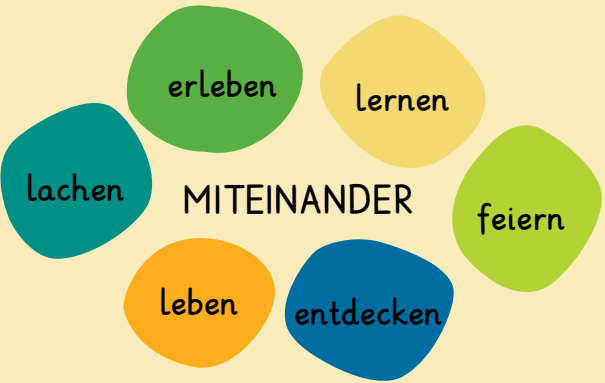 erleben
lernen
lachen
MITEINANDER
feiern
leben
entdecken